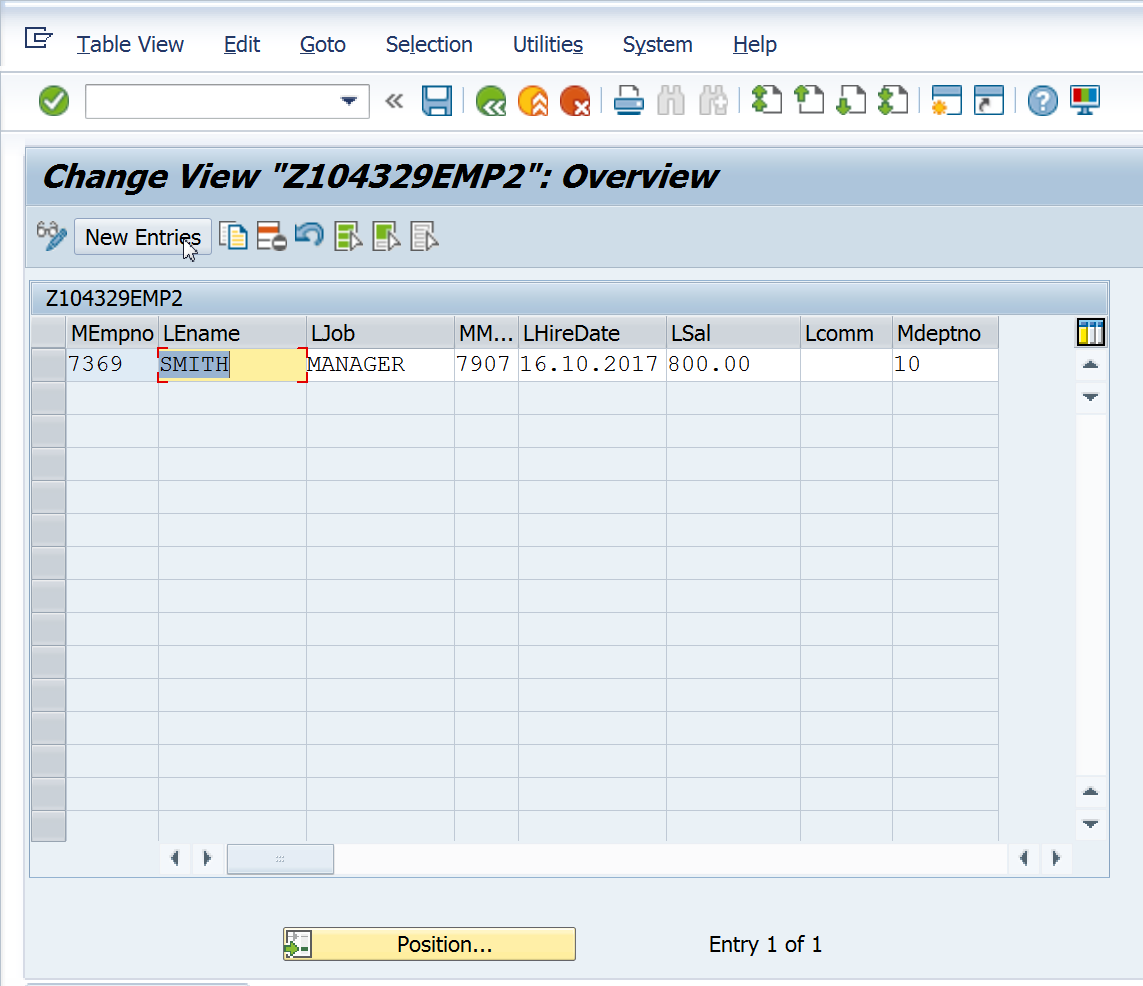 Table View Edit Goto Selection Utilities System Help
Change View "Z104329EMP2": Overview
New Entries
Z104329EMP2
MEmpno LEname LJob MM... LHireDate LSal Lcomm Mdeptno
7369 SMITH MANAGER 7907 16.10.2017 800.00 10
Position... Entry 1 of 1